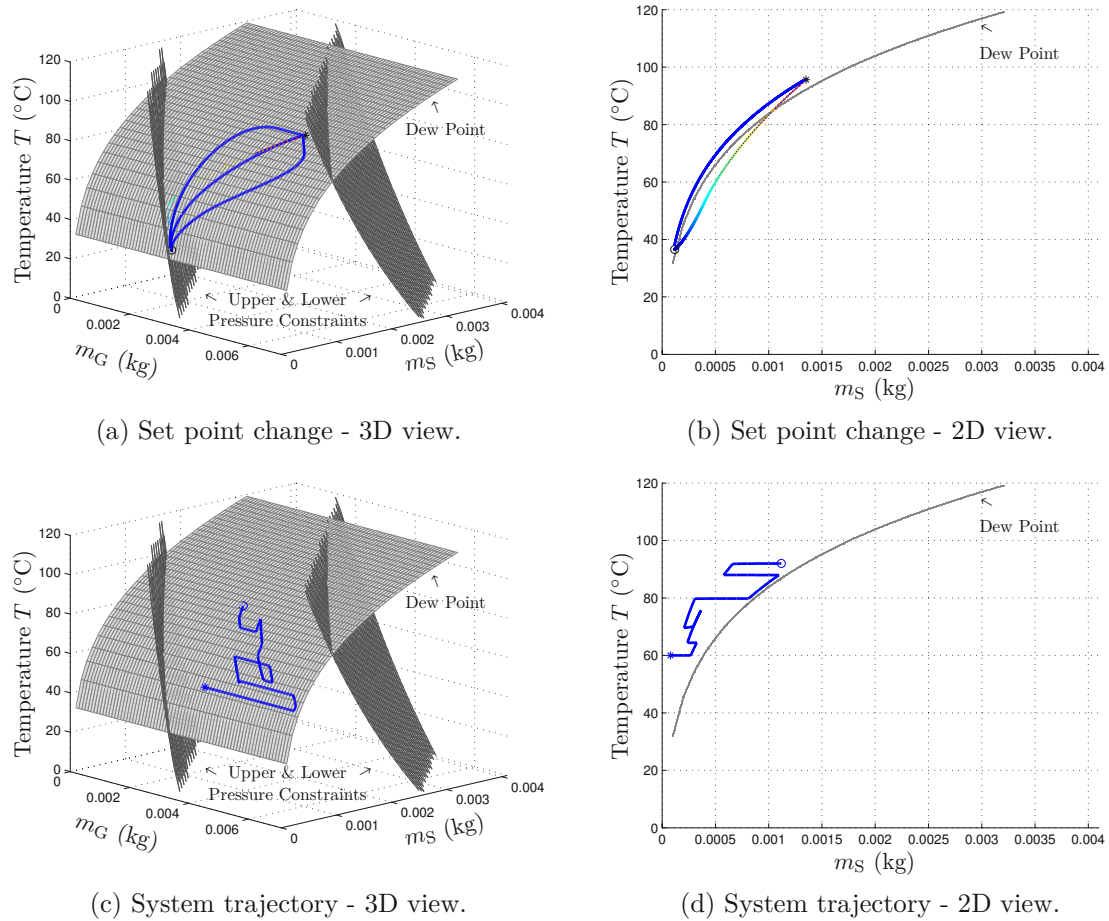 120
100
80
60
40
20
0
Temperature T (°C)
0
0.002
0.004
0.006
m_G (kg)
0
0.001
0.002
0.003
0.004
m_S (kg)
Dew Point
Upper & Lower
Pressure Constraints
(a) Set point change - 3D view.
120
100
80
60
40
20
0
Temperature T (°C)
0
0.0005
0.001
0.0015
0.002
0.0025
0.003
0.0035
0.004
m_S (kg)
Dew Point
(b) Set point change - 2D view.
120
100
80
60
40
20
0
Temperature T (°C)
0
0.002
0.004
0.006
m_G (kg)
0
0.001
0.002
0.003
0.004
m_S (kg)
Dew Point
Upper & Lower
Pressure Constraints
(c) System trajectory - 3D view.
120
100
80
60
40
20
0
Temperature T (°C)
0
0.0005
0.001
0.0015
0.002
0.0025
0.003
0.0035
0.004
m_S (kg)
Dew Point
(d) System trajectory - 2D view.